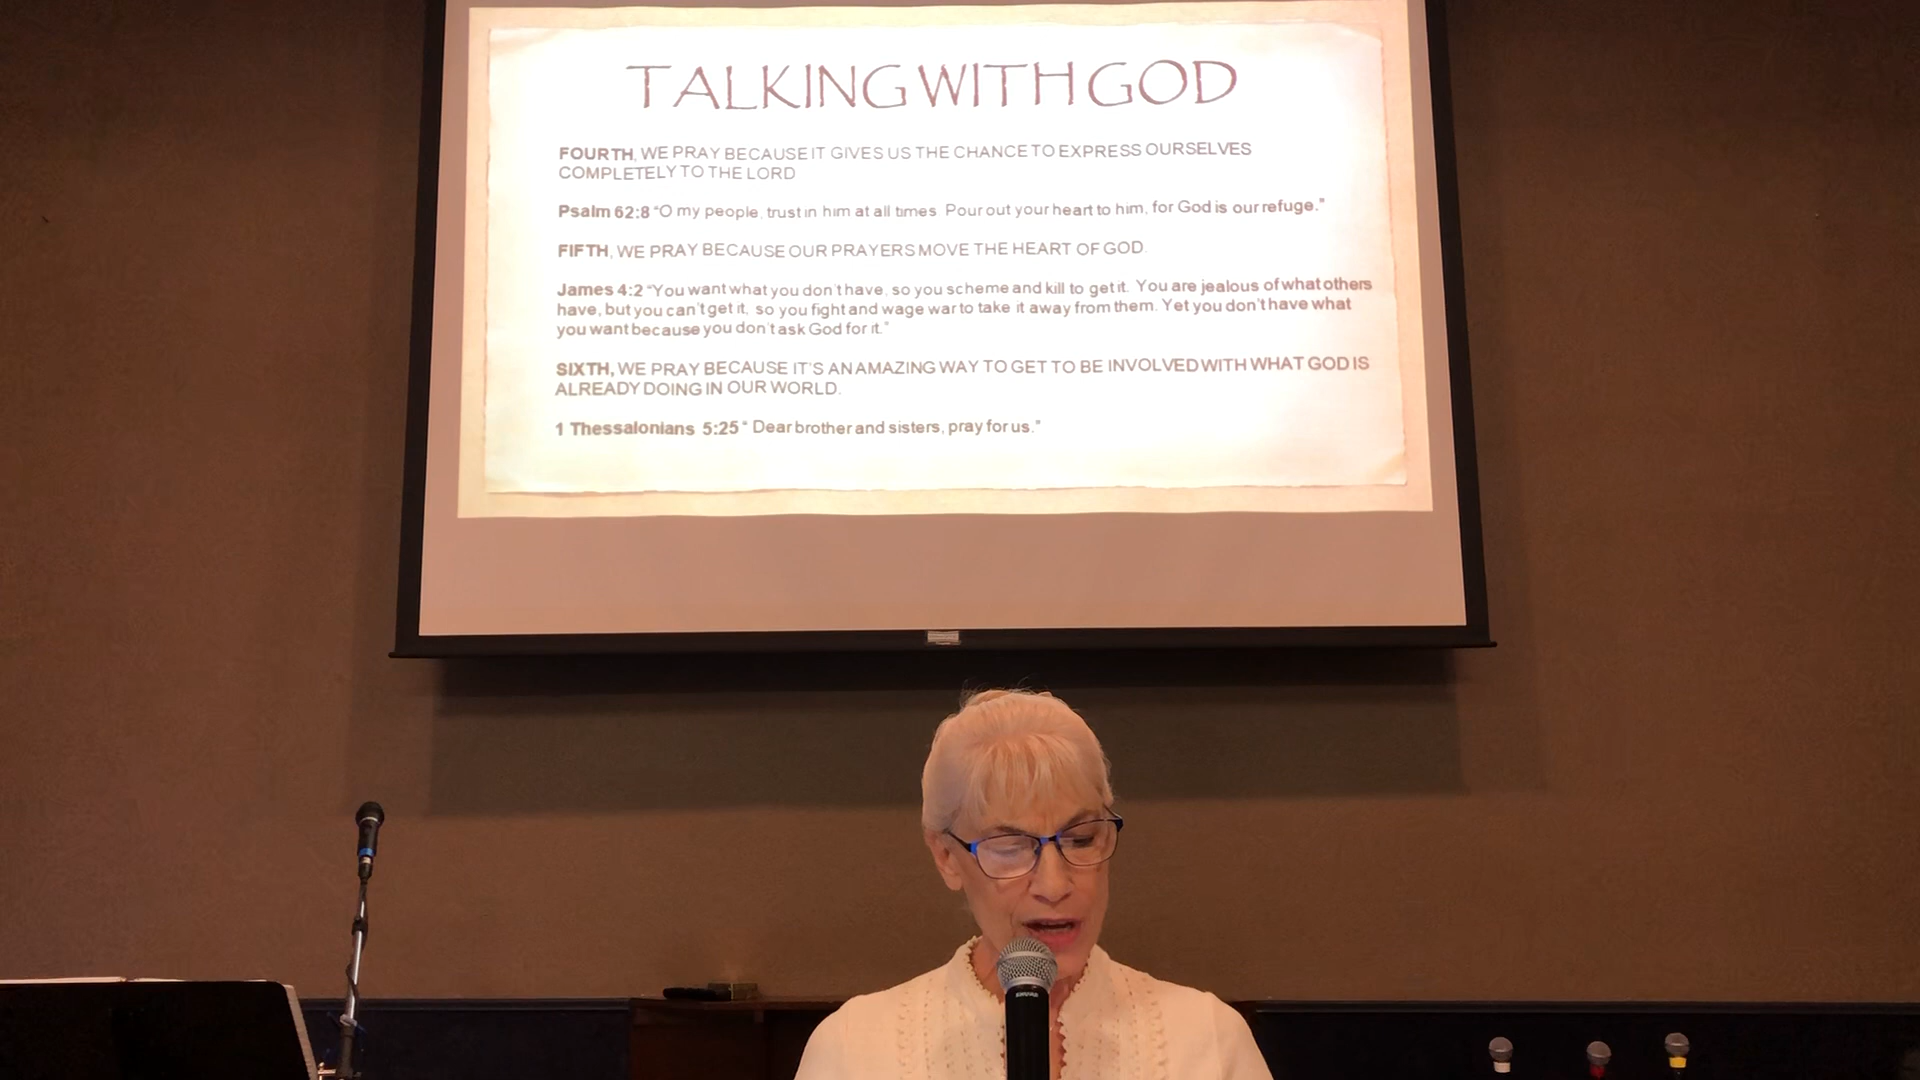 TALKING WITH GOD
FOURTH, WE PRAY BECAUSE IT GIVES US THE CHANCE TO EXPRESS OURSELVES
COMPLETELY TO THE LORD
Psalm 62:8 “O my people, trust in him at all times. Pour out your heart to him, for God is our refuge.”
FIFTH, WE PRAY BECAUSE OUR PRAYERS MOVE THE HEART OF GOD.
James 4:2 “You want what you don't have, so you scheme and kill to get it. You are jealous of what others
have, but you can't get it, so you fight and wage war to take it away from them. Yet you don't have what
you want because you don't ask God for it.”
SIXTH, WE PRAY BECAUSE IT'S AN AMAZING WAY TO GET TO BE INVOLVED WITH WHAT GOD IS
ALREADY DOING IN OUR WORLD.
1 Thessalonians 5:25 “ Dear brother and sisters, pray for us.”